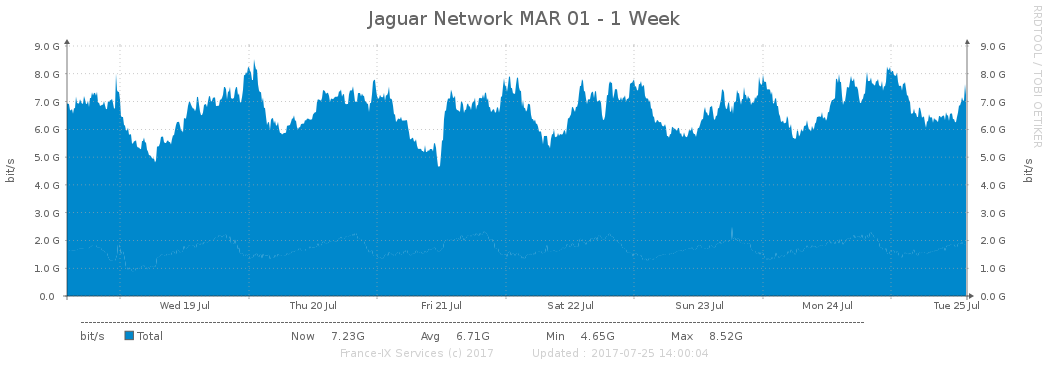 Jaguar Network MAR 01 - 1 Week
RRDTOOL / TOBI OETIKER
bit/s
9.0 G
8.0 G
7.0 G
6.0 G
5.0 G
4.0 G
3.0 G
2.0 G
1.0 G
0.0
9.0 G
8.0 G
7.0 G
6.0 G
5.0 G
4.0 G
3.0 G
2.0 G
1.0 G
0.0 G
bit/s
Wed 19 Jul Thu 20 Jul Fri 21 Jul Sat 22 Jul Sun 23 Jul Mon 24 Jul Tue 25 Jul
bit/s Total Now 7.23G Avg 6.71G Min 4.65G Max 8.52G
France-IX Services (c) 2017 Updated : 2017-07-25 14:00:04